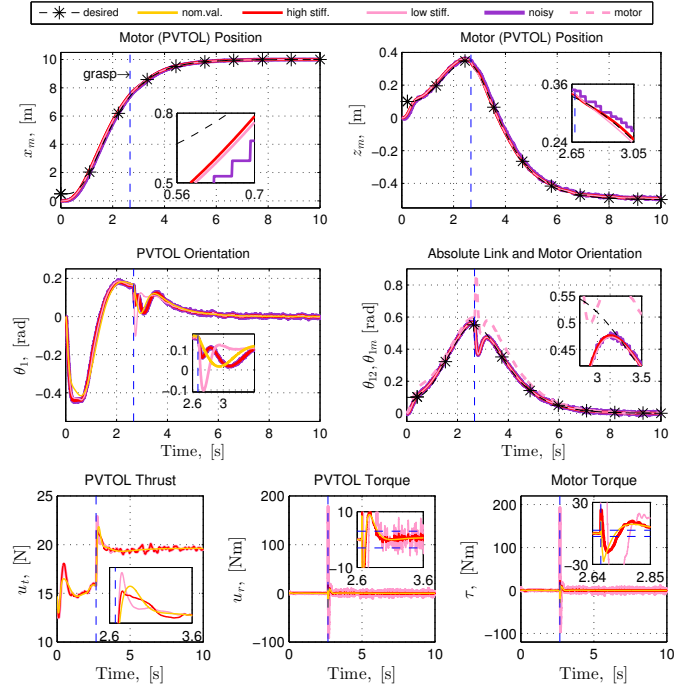 desired nom.val. high stiff. low stiff. noisy motor
Motor (PVTOL) Position
10
8
6
4
2
0
x_m, [m]
grasp→
0.8
0.5
0.56 0.7
0 2 4 6 8 10
Motor (PVTOL) Position
0.4
0.2
0
−0.2
−0.4
z_m, [m]
0.36
0.24
2.65 3.05
0 2 4 6 8 10
PVTOL Orientation
0.2
0
−0.2
−0.4
θ_1, [rad]
0.1
0
−0.1
2.6 3
0 2 4 6 8 10
Time, [s]
Absolute Link and Motor Orientation
1
0.8
0.6
0.4
0.2
0
θ_12, θ_1m [rad]
0.55
0.5
0.45
3 3.5
0 2 4 6 8 10
Time, [s]
PVTOL Thrust
25
20
15
10
u_t, [N]
2.6 3.6
0 5 10
Time, [s]
PVTOL Torque
200
100
0
−100
u_r, [Nm]
10
−10
2.6 3.6
0 5 10
Time, [s]
Motor Torque
200
100
0
−100
τ, [Nm]
30
−30
2.64 2.85
0 5 10
Time, [s]